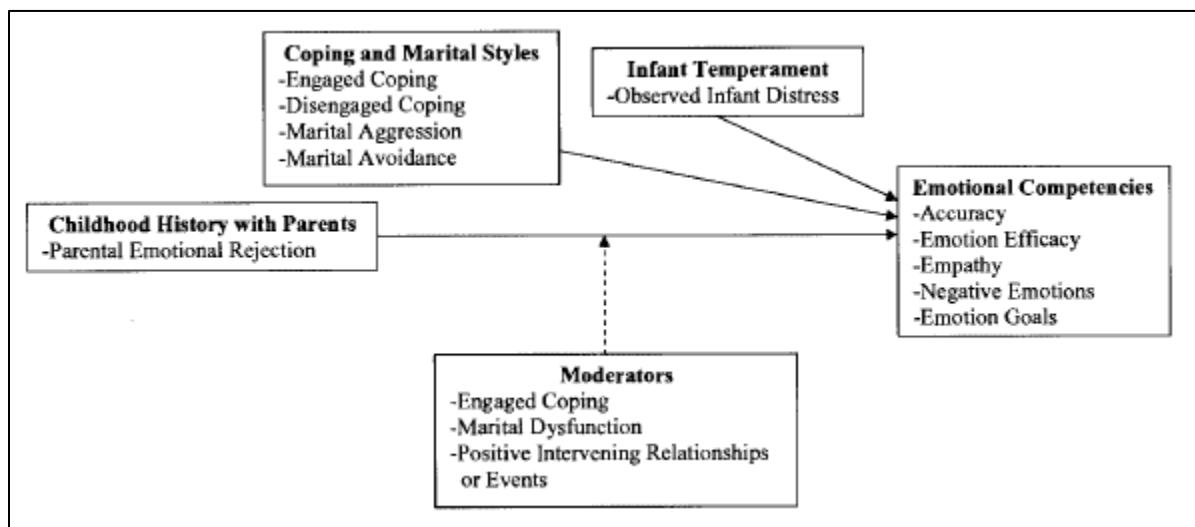 Coping and Marital Styles
-Engaged Coping
-Disengaged Coping
-Marital Aggression
-Marital Avoidance
Infant Temperament
-Observed Infant Distress
Childhood History with Parents
-Parental Emotional Rejection
Emotional Competencies
-Accuracy
-Emotion Efficacy
-Empathy
-Negative Emotions
-Emotion Goals
Moderators
-Engaged Coping
-Marital Dysfunction
-Positive Intervening Relationships
or Events